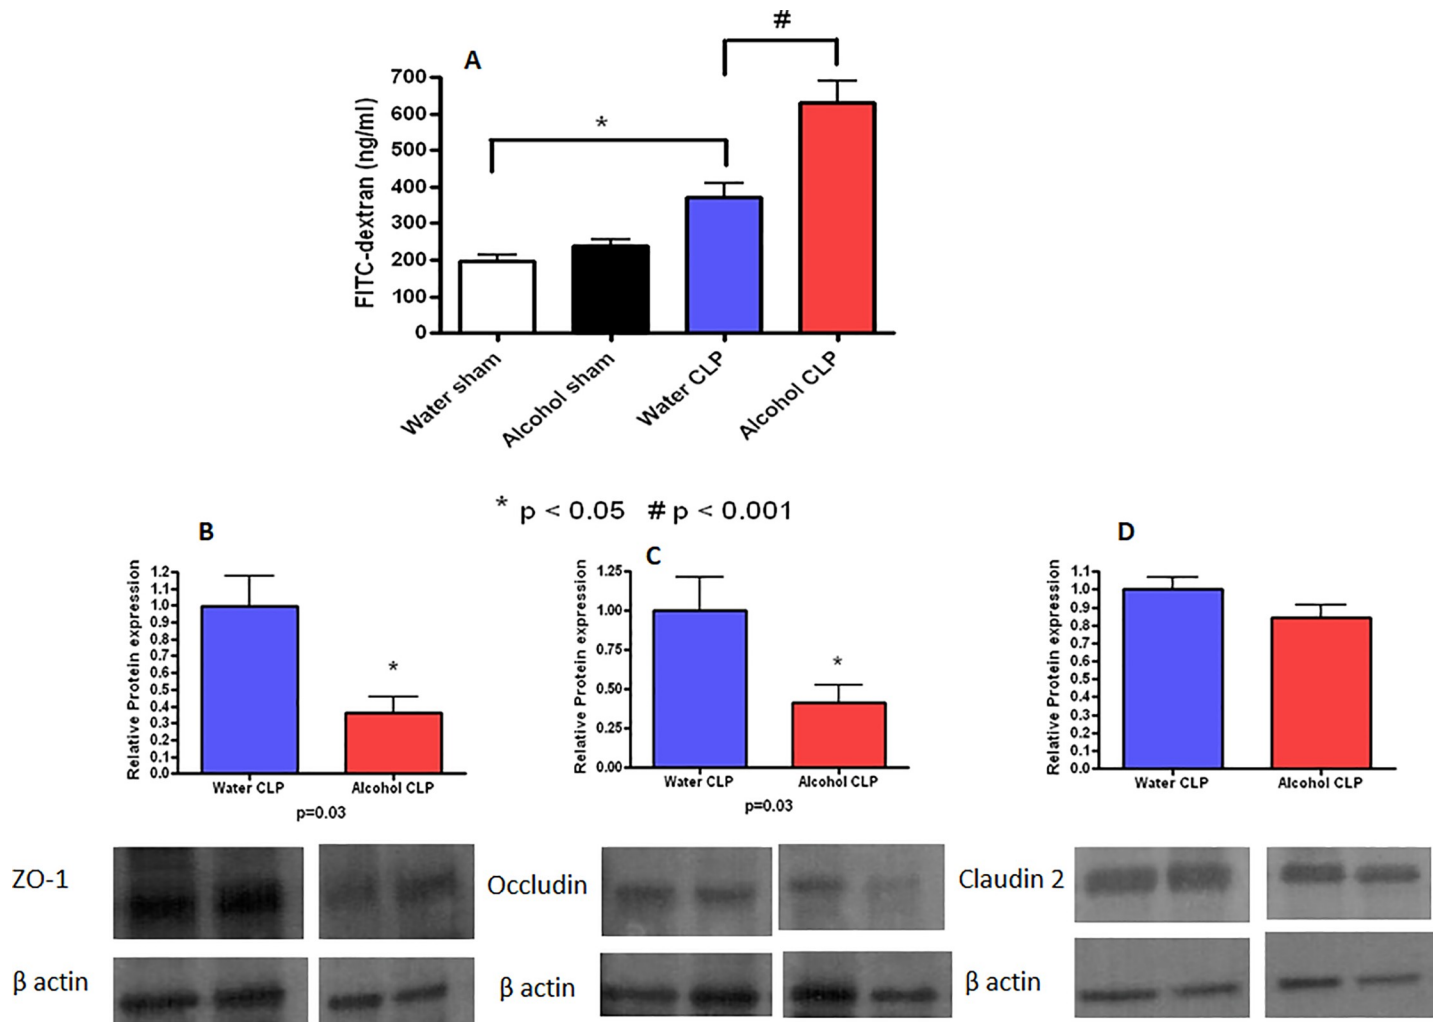 #
A
700
600
500
400
300
200
100
0
FITC-dextran (ng/ml)
*
Water sham
Alcohol sham
Water CLP
Alcohol CLP
* p < 0.05 # p < 0.001
B
1.2
1.1
1.0
0.9
0.8
0.7
0.6
0.5
0.4
0.3
0.2
0.1
0.0
Relative Protein expression
*
Water CLP
Alcohol CLP
p=0.03
C
1.25
1.00
0.75
0.50
0.25
0.00
Relative Protein expression
*
Water CLP
Alcohol CLP
p=0.03
D
1.1
1.0
0.9
0.8
0.7
0.6
0.5
0.4
0.3
0.2
0.1
0.0
Relative Protein expression
Water CLP
Alcohol CLP
ZO-1
Occludin
Claudin 2
β actin
β actin
β actin